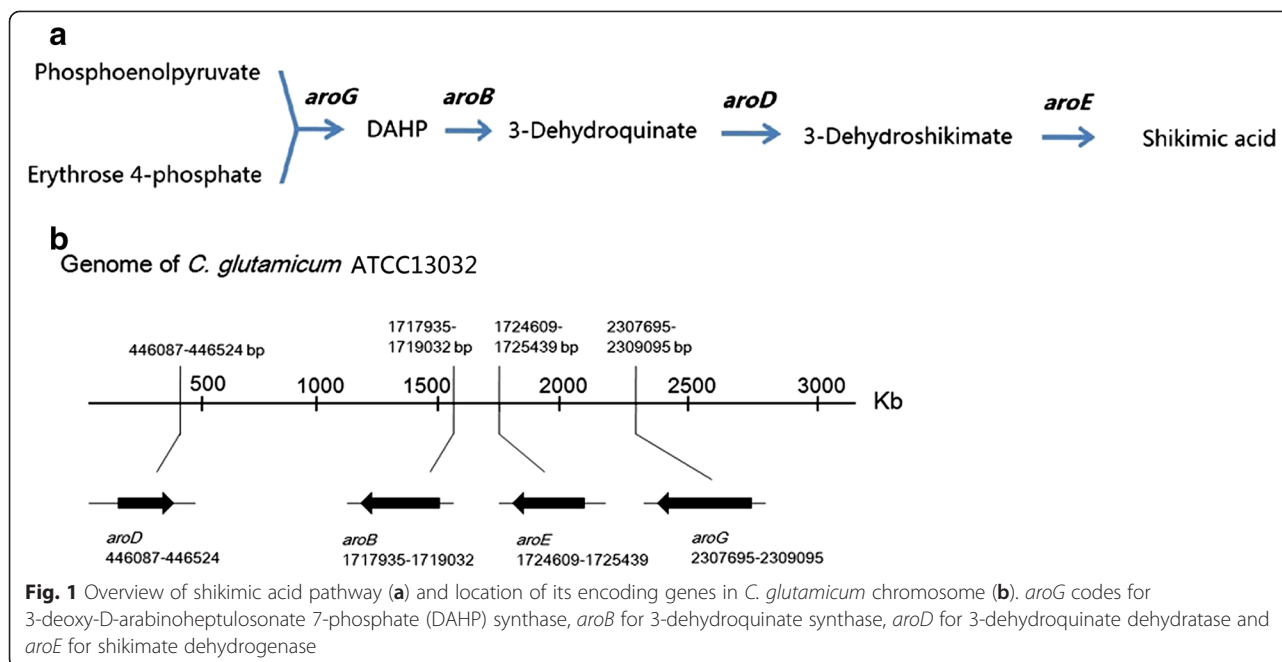 a
Phosphoenolpyruvate
Erythrose 4-phosphate
aroG
DAHP
aroB
3-Dehydroquinate
aroD
3-Dehydroshikimate
aroE
Shikimic acid
b
Genome of C. glutamicum ATCC13032
446087-446524 bp
1717935-
1719032 bp
1724609-
1725439 bp
2307695-
2309095 bp
500 1000 1500 2000 2500 3000 Kb
aroD
446087-446524
aroB
1717935-1719032
aroE
1724609-1725439
aroG
2307695-2309095
Fig. 1 Overview of shikimic acid pathway (a) and location of its encoding genes in C. glutamicum chromosome (b). aroG codes for
3-deoxy-D-arabinoheptulosonate 7-phosphate (DAHP) synthase, aroB for 3-dehydroquinate synthase, aroD for 3-dehydroquinate dehydratase and
aroE for shikimate dehydrogenase